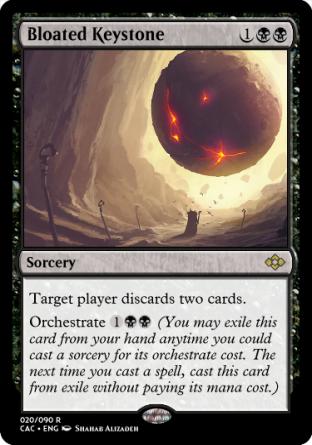 Bloated Keystone 1
Sorcery
Target player discards two cards.
Orchestrate 1 (You may exile this
card from your hand anytime you could
cast a sorcery for its orchestrate cost. The
next time you cast a spell, cast this card
from exile without paying its mana cost.)
020/090 R
CAC • ENG Shahab Alizadeh